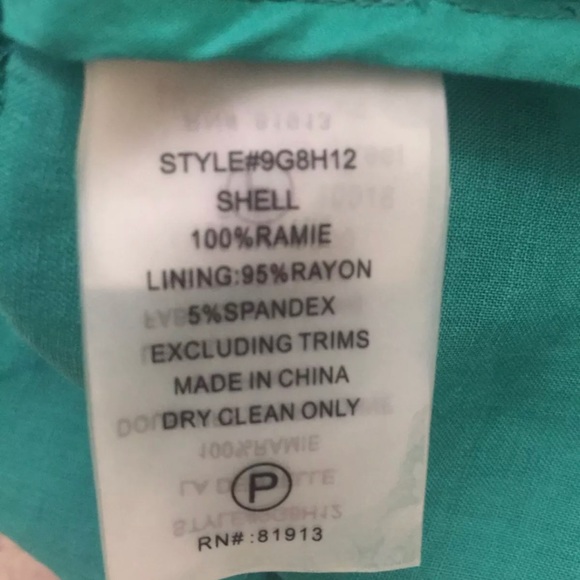 STYLE#9G8H12
SHELL
100%RAMIE
LINING:95%RAYON
5%SPANDEX
EXCLUDING TRIMS
MADE IN CHINA
DRY CLEAN ONLY
P
RN#:81913